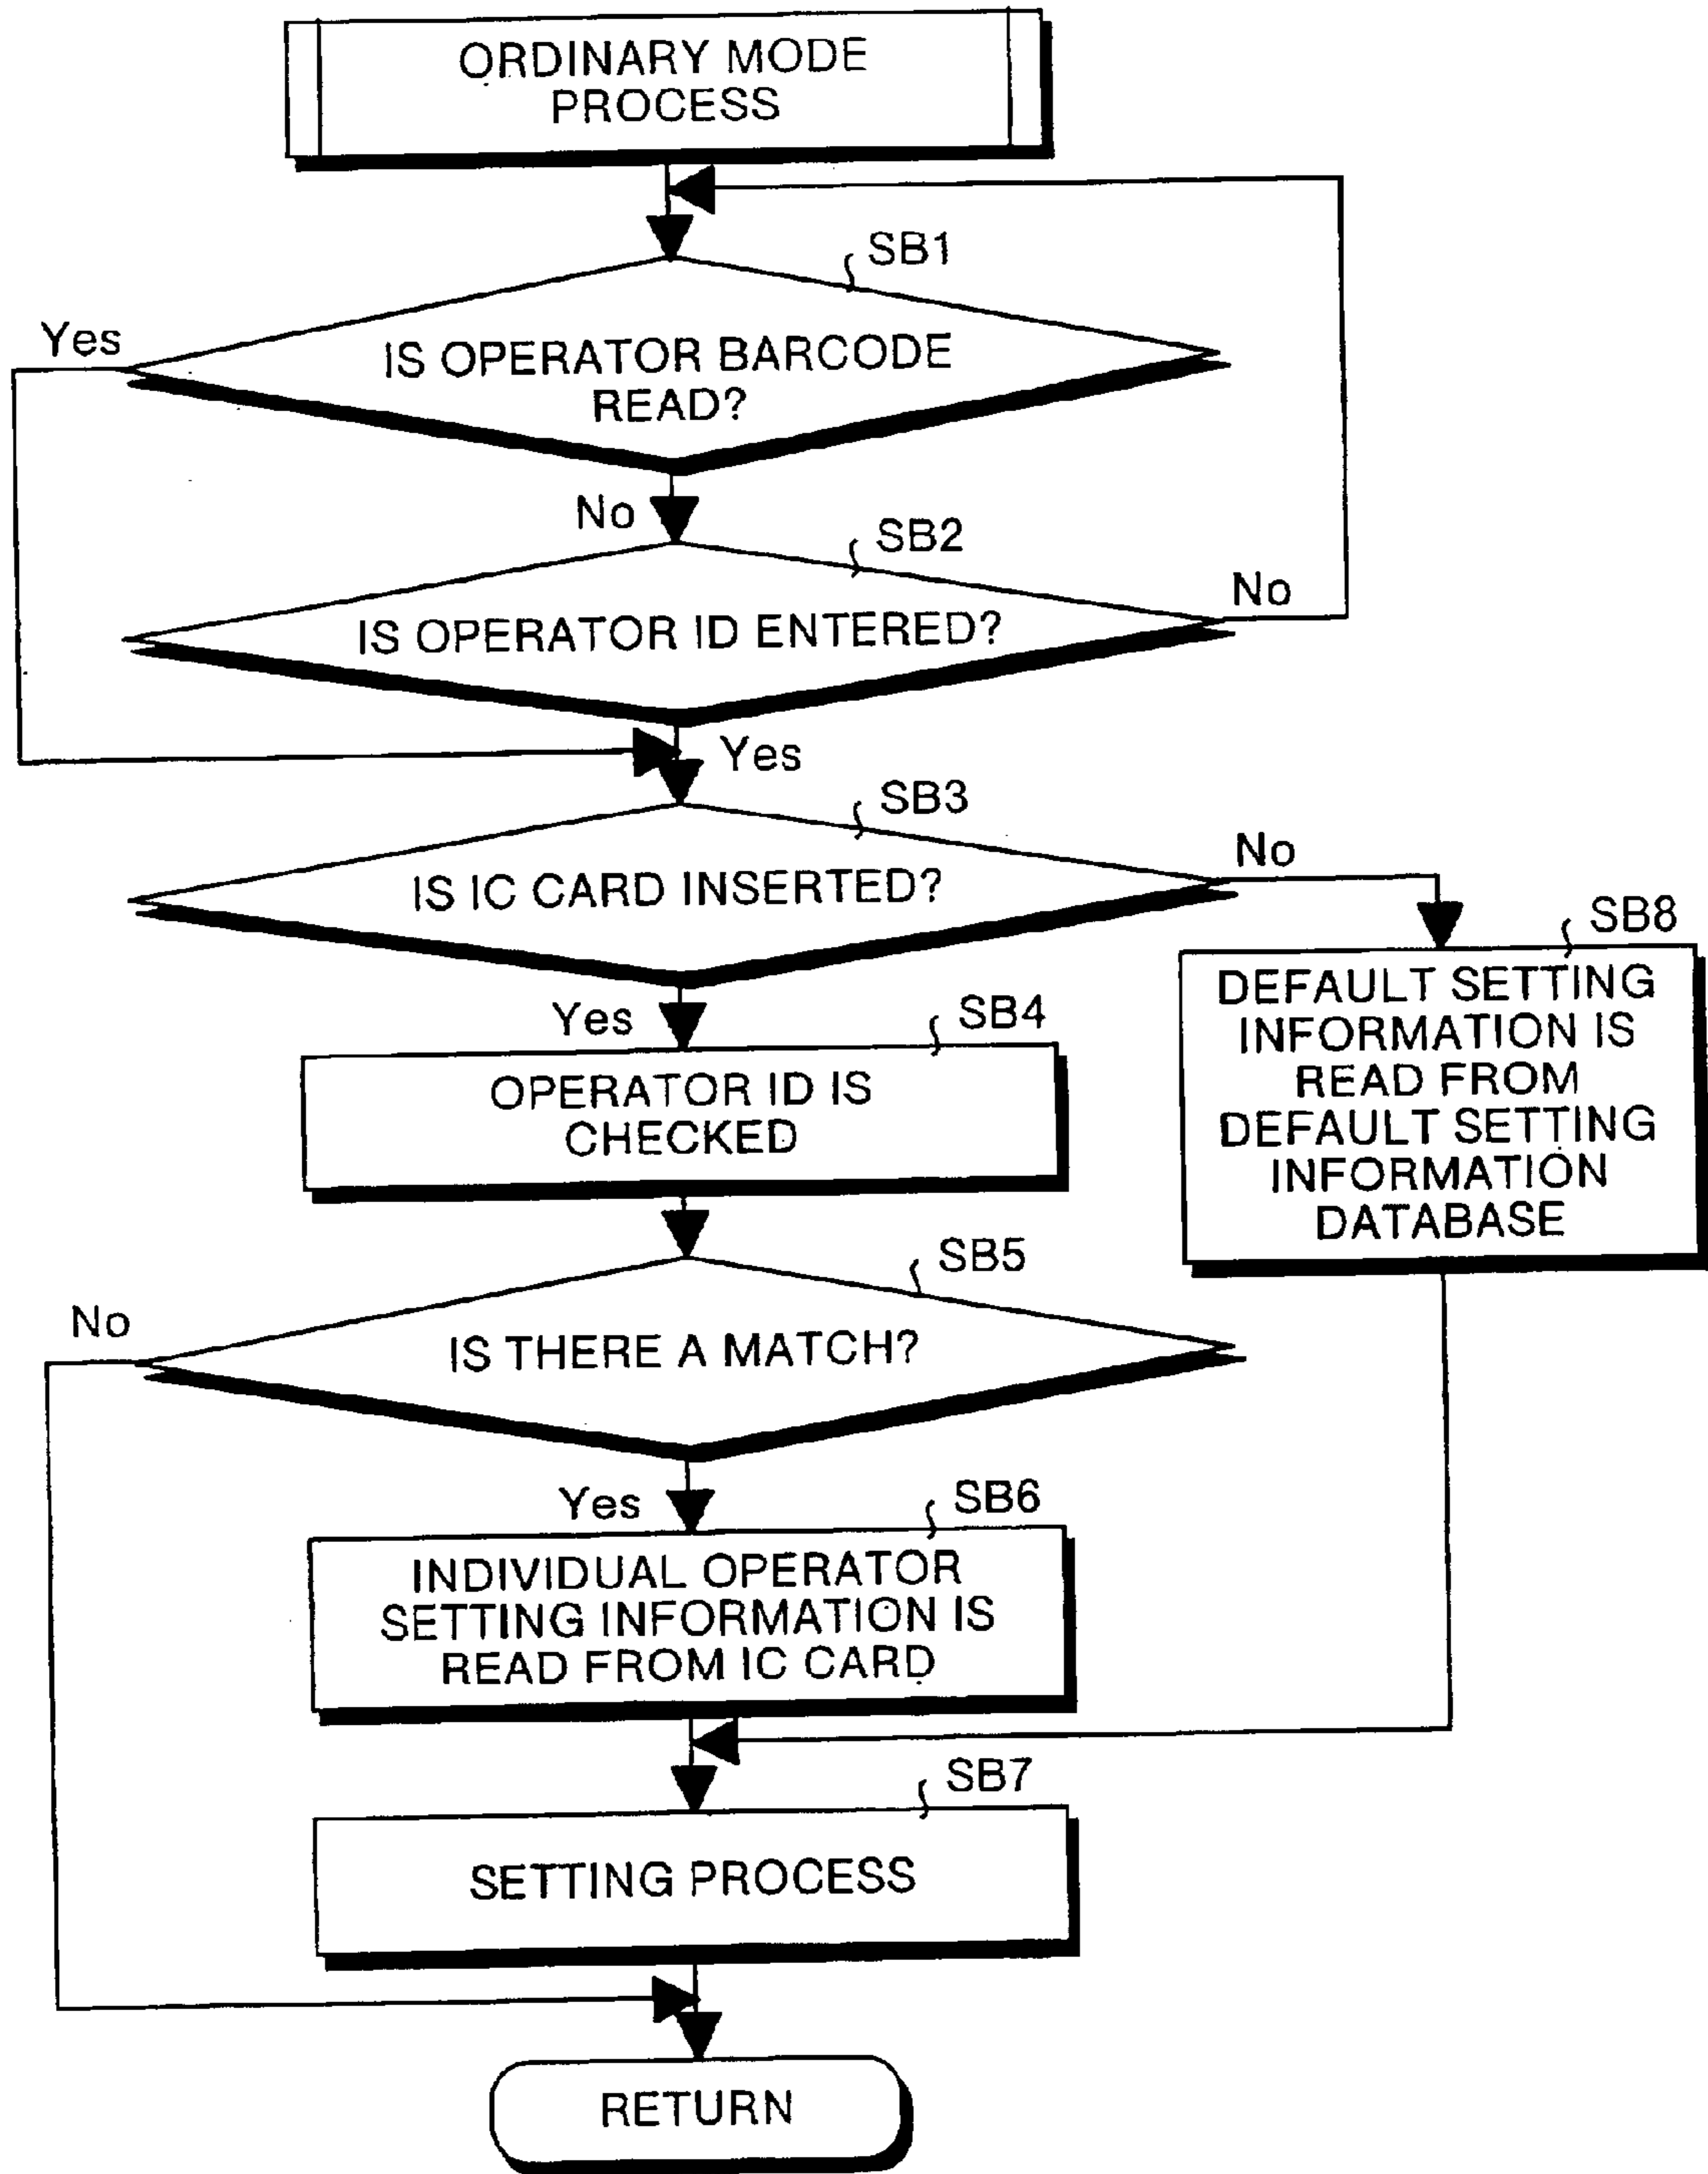 ORDINARY MODE
PROCESS
SB1
Yes
IS OPERATOR BARCODE
READ?
No
SB2
No
IS OPERATOR ID ENTERED?
Yes
SB3
No
IS IC CARD INSERTED?
SB8
DEFAULT SETTING
INFORMATION IS
READ FROM
DEFAULT SETTING
INFORMATION
DATABASE
Yes
SB4
OPERATOR ID IS
CHECKED
SB5
No
IS THERE A MATCH?
Yes
SB6
INDIVIDUAL OPERATOR
SETTING INFORMATION IS
READ FROM IC CARD
SB7
SETTING PROCESS
RETURN